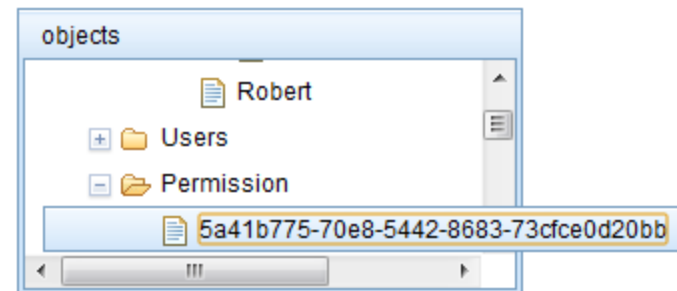 objects
Robert
Users
Permission
5a41b775-70e8-5442-8683-73cfce0d20bb